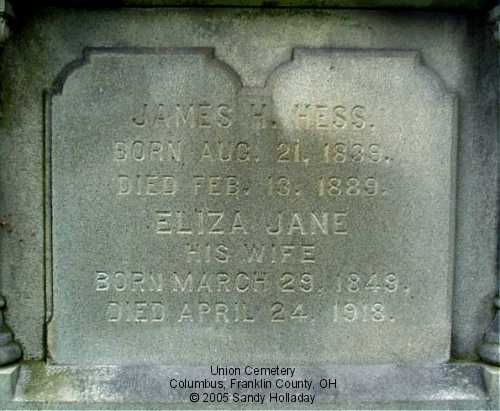 JAMES H. HESS.
BORN AUG. 21, 1839.
DIED FEB. 13, 1889.
ELIZA JANE
HIS WIFE
BORN MARCH 29, 1849.
DIED APRIL 24, 1918.
Union Cemetery
Columbus, Franklin County, OH
© 2005 Sandy Holladay